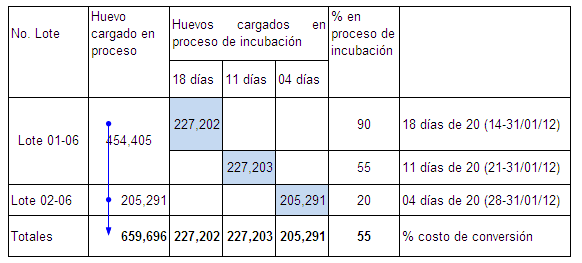 No. Lote
Huevo cargado en proceso
Huevos cargados en proceso de incubación
% en proceso de incubación
18 días 11 días 04 días
Lote 01-06 454,405 227,202 90 18 días de 20 (14-31/01/12)
227,203 55 11 días de 20 (21-31/01/12)
Lote 02-06 205,291 205,291 20 04 días de 20 (28-31/01/12)
Totales 659,696 227,202 227,203 205,291 55 % costo de conversión